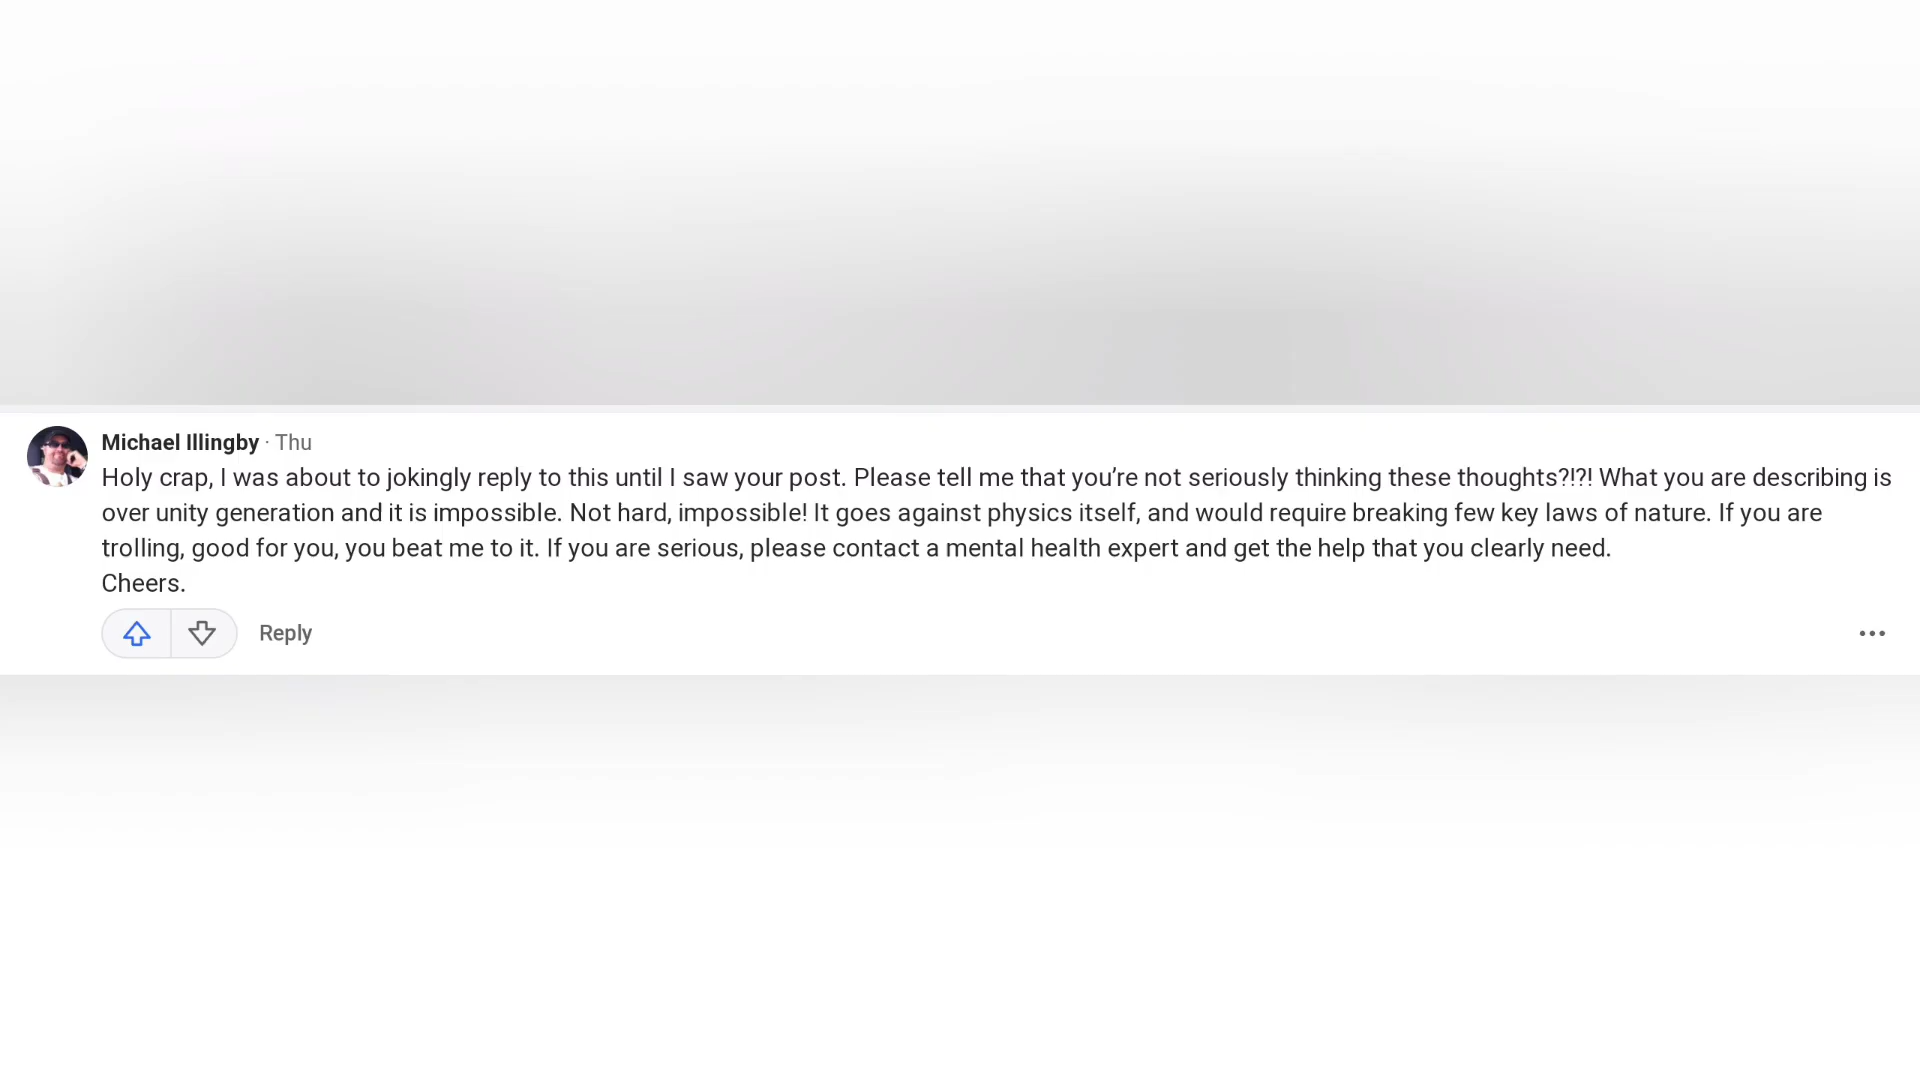 Michael Illingby · Thu
Holy crap, I was about to jokingly reply to this until I saw your post. Please tell me that you’re not seriously thinking these thoughts?!?! What you are describing is
over unity generation and it is impossible. Not hard, impossible! It goes against physics itself, and would require breaking few key laws of nature. If you are
trolling, good for you, you beat me to it. If you are serious, please contact a mental health expert and get the help that you clearly need.
Cheers.
Reply